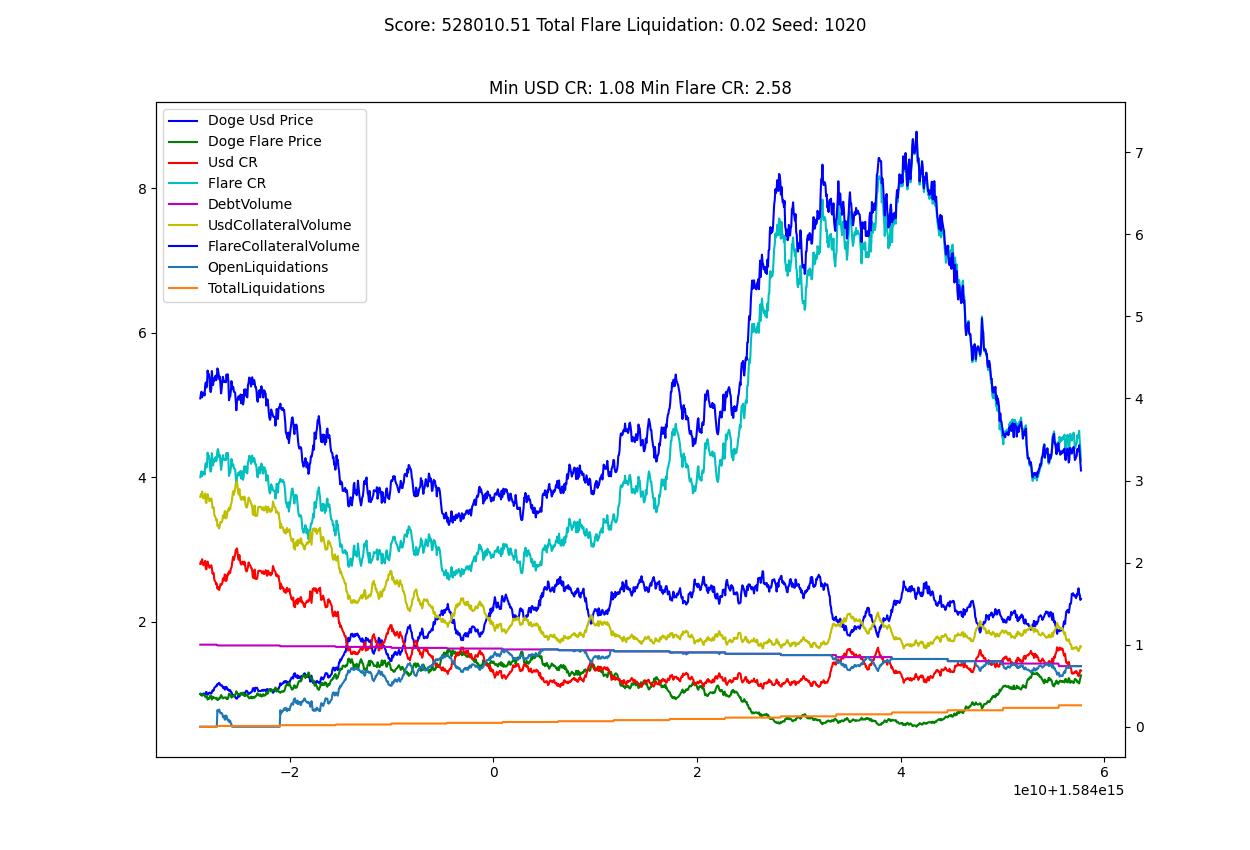 Score: 528010.51 Total Flare Liquidation: 0.02 Seed: 1020
Min USD CR: 1.08 Min Flare CR: 2.58
Doge Usd Price
Doge Flare Price
Usd CR
Flare CR
DebtVolume
UsdCollateralVolume
FlareCollateralVolume
OpenLiquidations
TotalLiquidations
8
6
4
2
7
6
5
4
3
2
1
0
−2
0
2
4
6
1e10+1.584e15